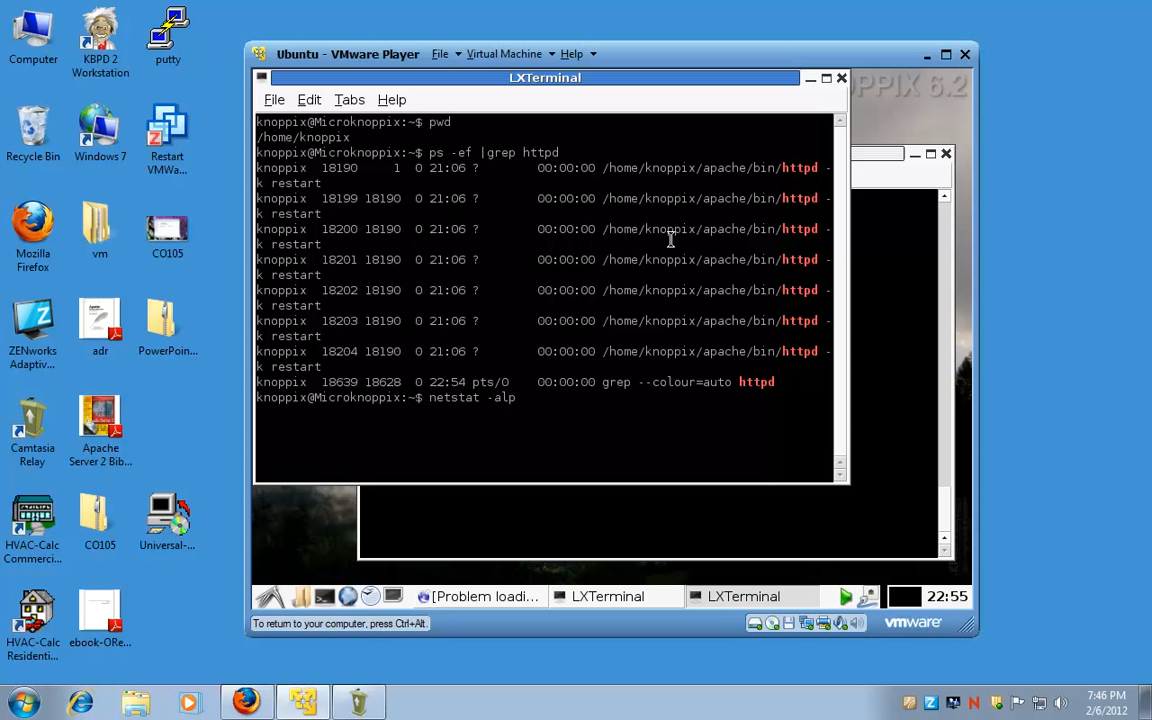 Computer
KBPD 2
Workstation
putty
Recycle Bin
Windows 7
Restart
VMWa...
Mozilla
Firefox
vm
CO105
ZENworks
Adaptiv...
adr
PowerPoin...
Camtasia
Relay
Apache
Server 2 Bib...
HVAC-Calc
Commerci...
CO105
Universal-...
HVAC-Calc
Residenti...
ebook-ORe...
Ubuntu - VMware Player File Virtual Machine Help
LXTerminal
OPPIX 6.2
File Edit Tabs Help
knoppix@Microknoppix:~$ pwd
/home/knoppix
knoppix@Microknoppix:~$ ps -ef |grep httpd
knoppix 18190 1 0 21:06 ? 00:00:00 /home/knoppix/apache/bin/httpd -
k restart
knoppix 18199 18190 0 21:06 ? 00:00:00 /home/knoppix/apache/bin/httpd -
k restart
knoppix 18200 18190 0 21:06 ? 00:00:00 /home/knoppix/apache/bin/httpd -
k restart
knoppix 18201 18190 0 21:06 ? 00:00:00 /home/knoppix/apache/bin/httpd -
k restart
knoppix 18202 18190 0 21:06 ? 00:00:00 /home/knoppix/apache/bin/httpd -
k restart
knoppix 18203 18190 0 21:06 ? 00:00:00 /home/knoppix/apache/bin/httpd -
k restart
knoppix 18204 18190 0 21:06 ? 00:00:00 /home/knoppix/apache/bin/httpd -
k restart
knoppix 18639 18628 0 22:54 pts/0 00:00:00 grep --colour=auto httpd
knoppix@Microknoppix:~$ netstat -alp
[Problem loadi... LXTerminal LXTerminal 22:55
To return to your computer, press Ctrl+Alt.
vmware
7:46 PM
2/6/2012